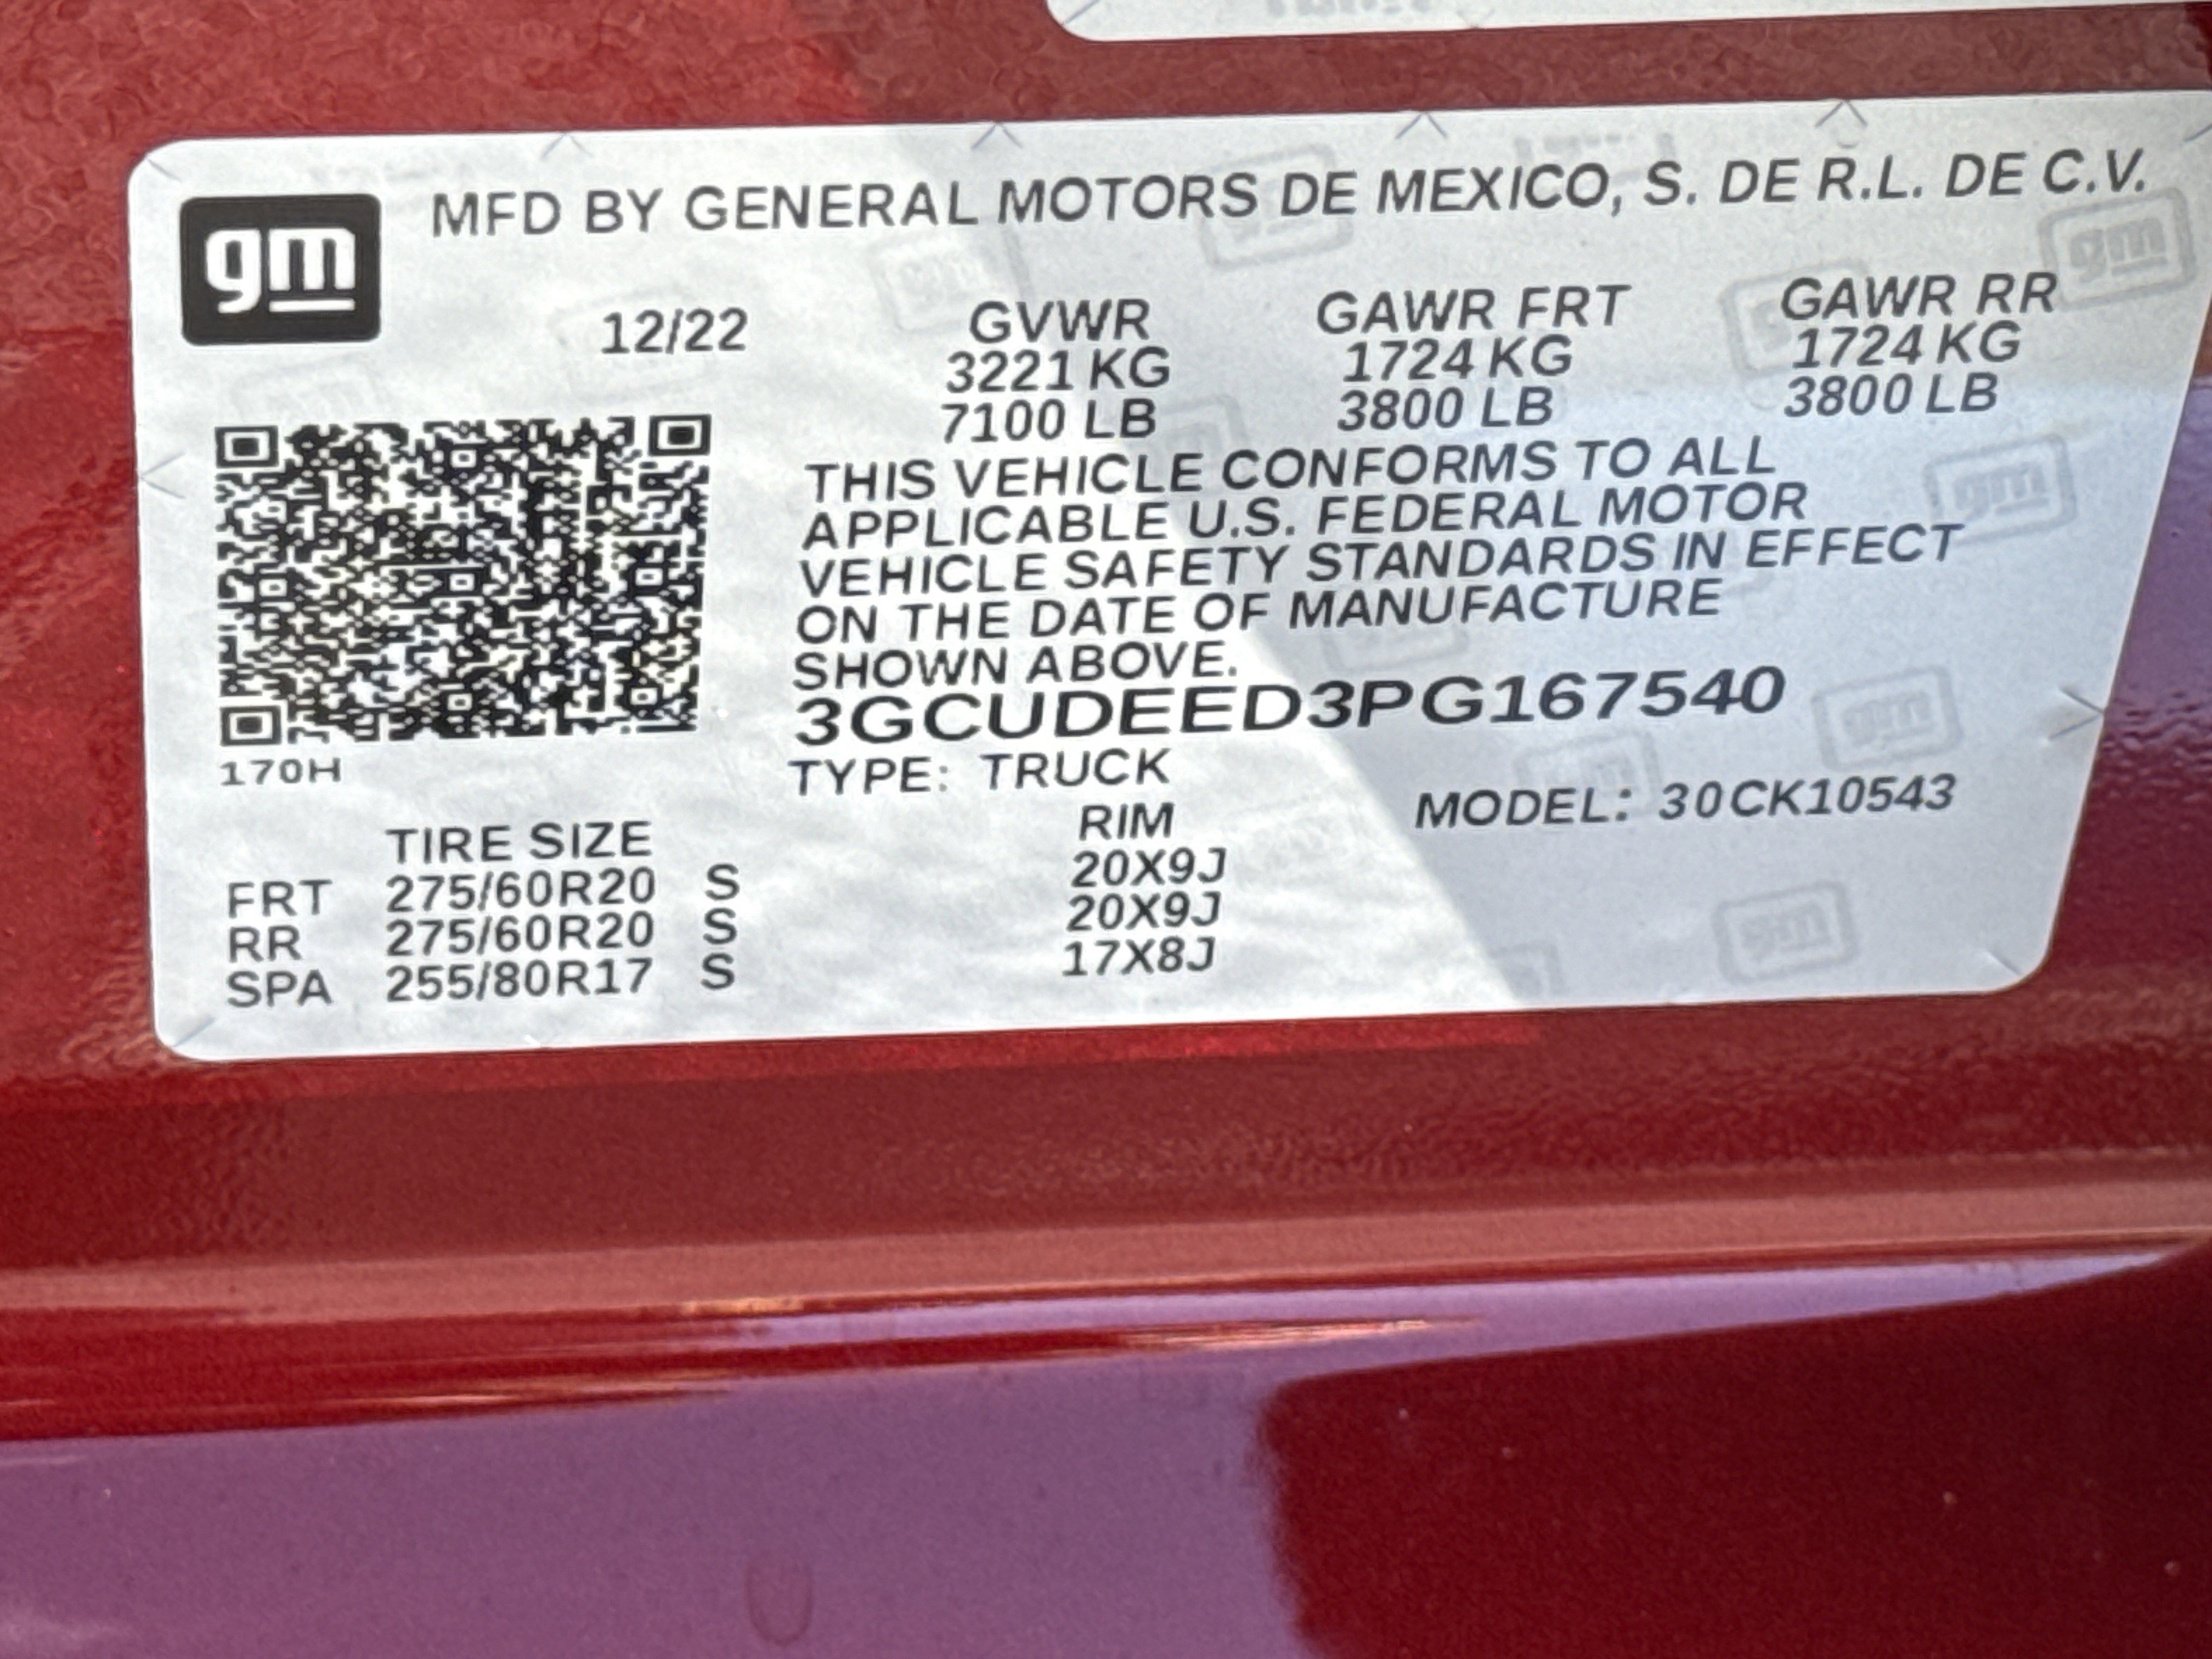 gm
MFD BY GENERAL MOTORS DE MEXICO, S. DE R.L. DE C.V.
12/22 GVWR GAWR FRT GAWR RR
3221 KG 1724 KG 1724 KG
7100 LB 3800 LB 3800 LB
THIS VEHICLE CONFORMS TO ALL
APPLICABLE U.S. FEDERAL MOTOR
VEHICLE SAFETY STANDARDS IN EFFECT
ON THE DATE OF MANUFACTURE
SHOWN ABOVE.
3GCUDEED3PG167540
170H
TYPE: TRUCK MODEL: 30CK10543
TIRE SIZE RIM
FRT 275/60R20 S 20X9J
RR 275/60R20 S 20X9J
SPA 255/80R17 S 17X8J